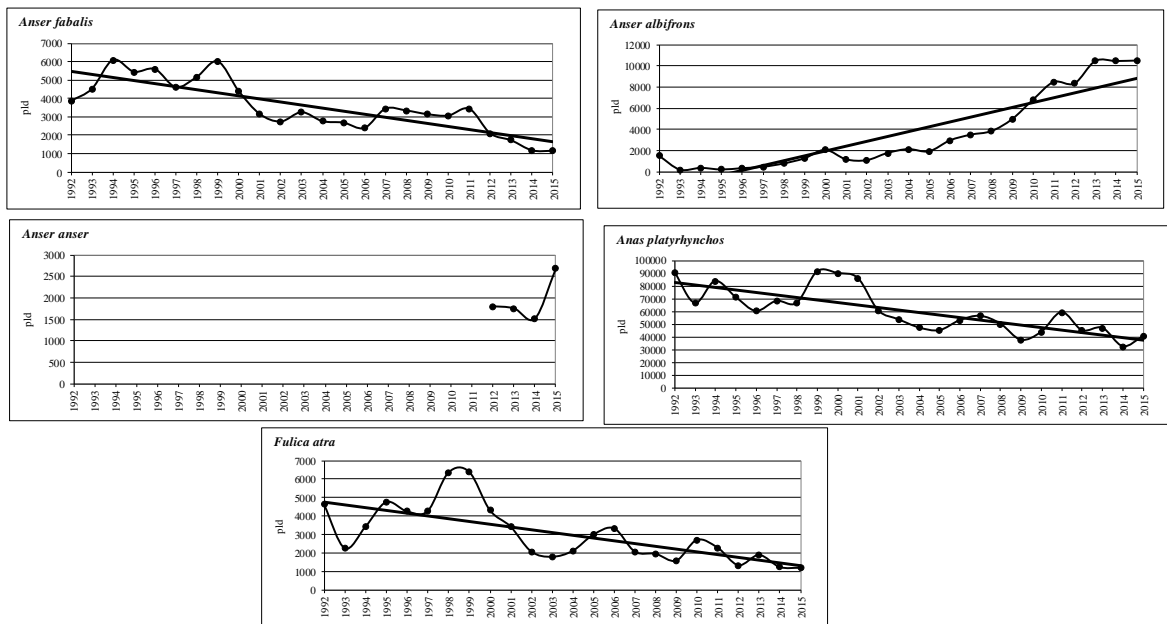 Anser fabalis
7000
6000
5000
4000
3000
2000
1000
0
pld
1992 1993 1994 1995 1996 1997 1998 1999 2000 2001 2002 2003 2004 2005 2006 2007 2008 2009 2010 2011 2012 2013 2014 2015
Anser albifrons
12000
10000
8000
6000
4000
2000
0
pld
1992 1993 1994 1995 1996 1997 1998 1999 2000 2001 2002 2003 2004 2005 2006 2007 2008 2009 2010 2011 2012 2013 2014 2015
Anser anser
3000
2500
2000
1500
1000
500
0
pld
1992 1993 1994 1995 1996 1997 1998 1999 2000 2001 2002 2003 2004 2005 2006 2007 2008 2009 2010 2011 2012 2013 2014 2015
Anas platyrhynchos
100000
90000
80000
70000
60000
50000
40000
30000
20000
10000
0
pld
1992 1993 1994 1995 1996 1997 1998 1999 2000 2001 2002 2003 2004 2005 2006 2007 2008 2009 2010 2011 2012 2013 2014 2015
Fulica atra
7000
6000
5000
4000
3000
2000
1000
0
pld
1992 1993 1994 1995 1996 1997 1998 1999 2000 2001 2002 2003 2004 2005 2006 2007 2008 2009 2010 2011 2012 2013 2014 2015